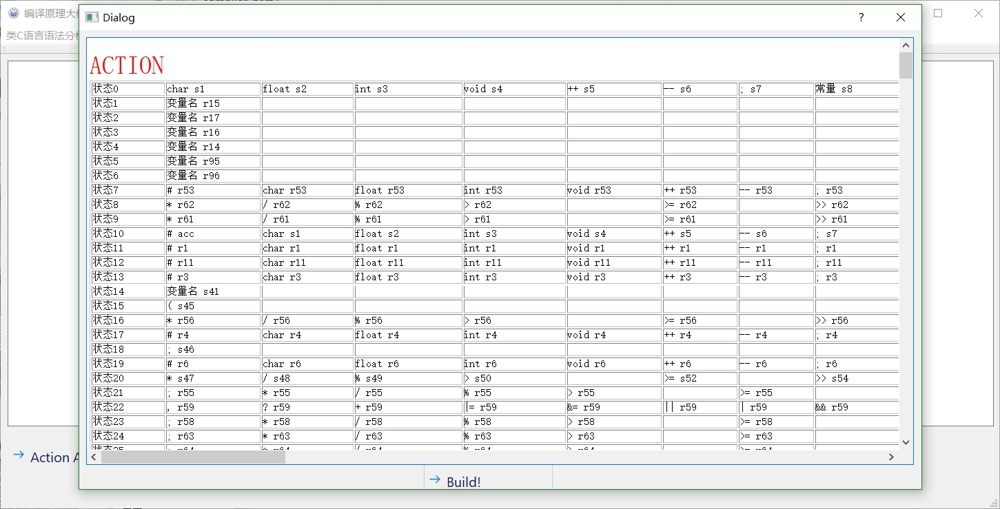 编译原理大
Dialog
?
类C语言语法分
ACTION
状态0 char s1 float s2 int s3 void s4 ++ s5 -- s6 ; s7 常量 s8
状态1 变量名 r15
状态2 变量名 r17
状态3 变量名 r16
状态4 变量名 r14
状态5 变量名 r95
状态6 变量名 r96
状态7 # r53 char r53 float r53 int r53 void r53 ++ r53 -- r53 ; r53
状态8 * r62 / r62 % r62 > r62 >= r62 >> r62
状态9 * r61 / r61 % r61 > r61 >= r61 >> r61
状态10 # acc char s1 float s2 int s3 void s4 ++ s5 -- s6 ; s7
状态11 # r1 char r1 float r1 int r1 void r1 ++ r1 -- r1 ; r1
状态12 # r11 char r11 float r11 int r11 void r11 ++ r11 -- r11 ; r11
状态13 # r3 char r3 float r3 int r3 void r3 ++ r3 -- r3 ; r3
状态14 变量名 s41
状态15 ( s45
状态16 * r56 / r56 % r56 > r56 >= r56 >> r56
状态17 # r4 char r4 float r4 int r4 void r4 ++ r4 -- r4 ; r4
状态18 ; s46
状态19 # r6 char r6 float r6 int r6 void r6 ++ r6 -- r6 ; r6
状态20 * s47 / s48 % s49 > s50 >= s52 >> s54
状态21 ; r55 * r55 / r55 % r55 > r55 >= r55
状态22 , r59 ? r59 + r59 |= r59 &= r59 || r59 | r59 && r59
状态23 ; r58 * r58 / r58 % r58 > r58 >= r58
状态24 ; r63 * r63 / r63 % r63 > r63 >= r63
Action
Build!